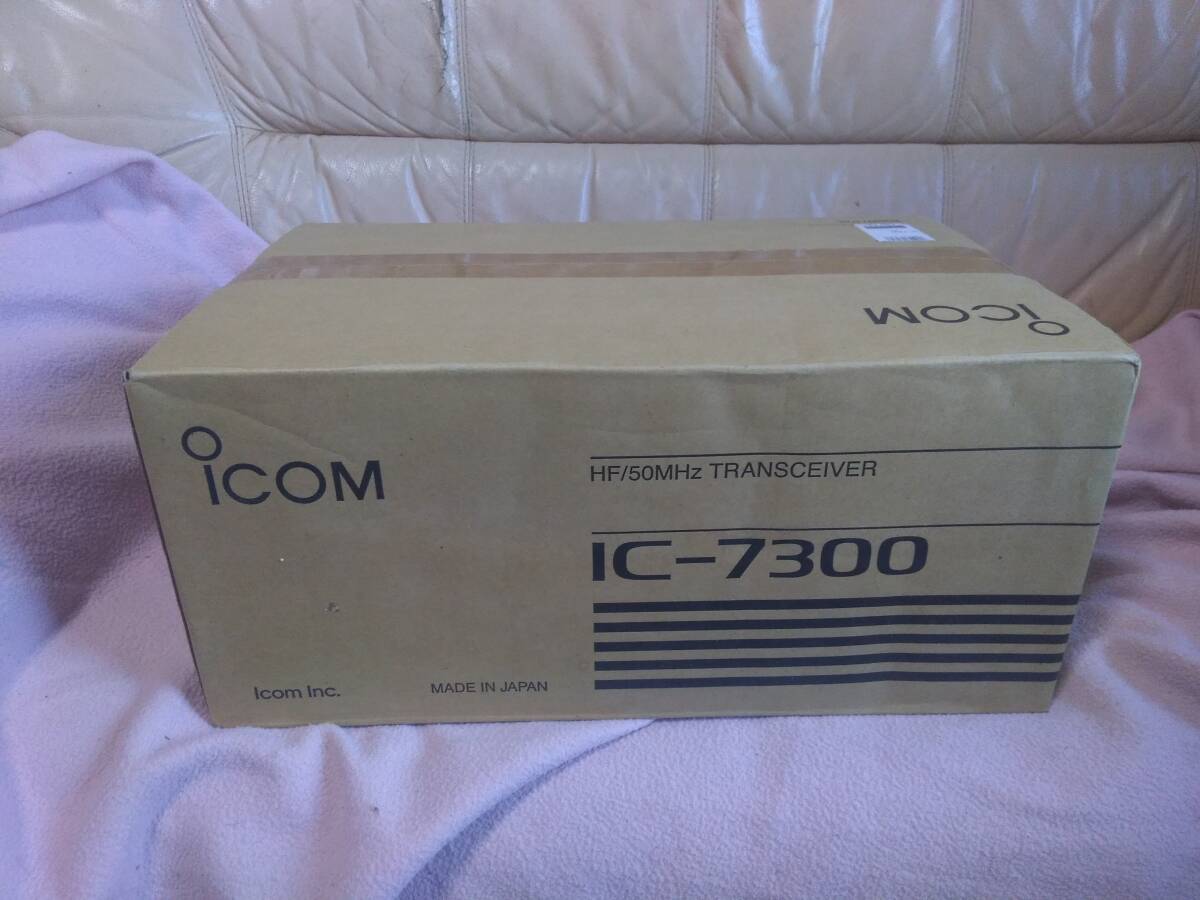 ICOM
ICOM
HF/50MHz TRANSCEIVER
IC-7300
Icom Inc.
MADE IN JAPAN